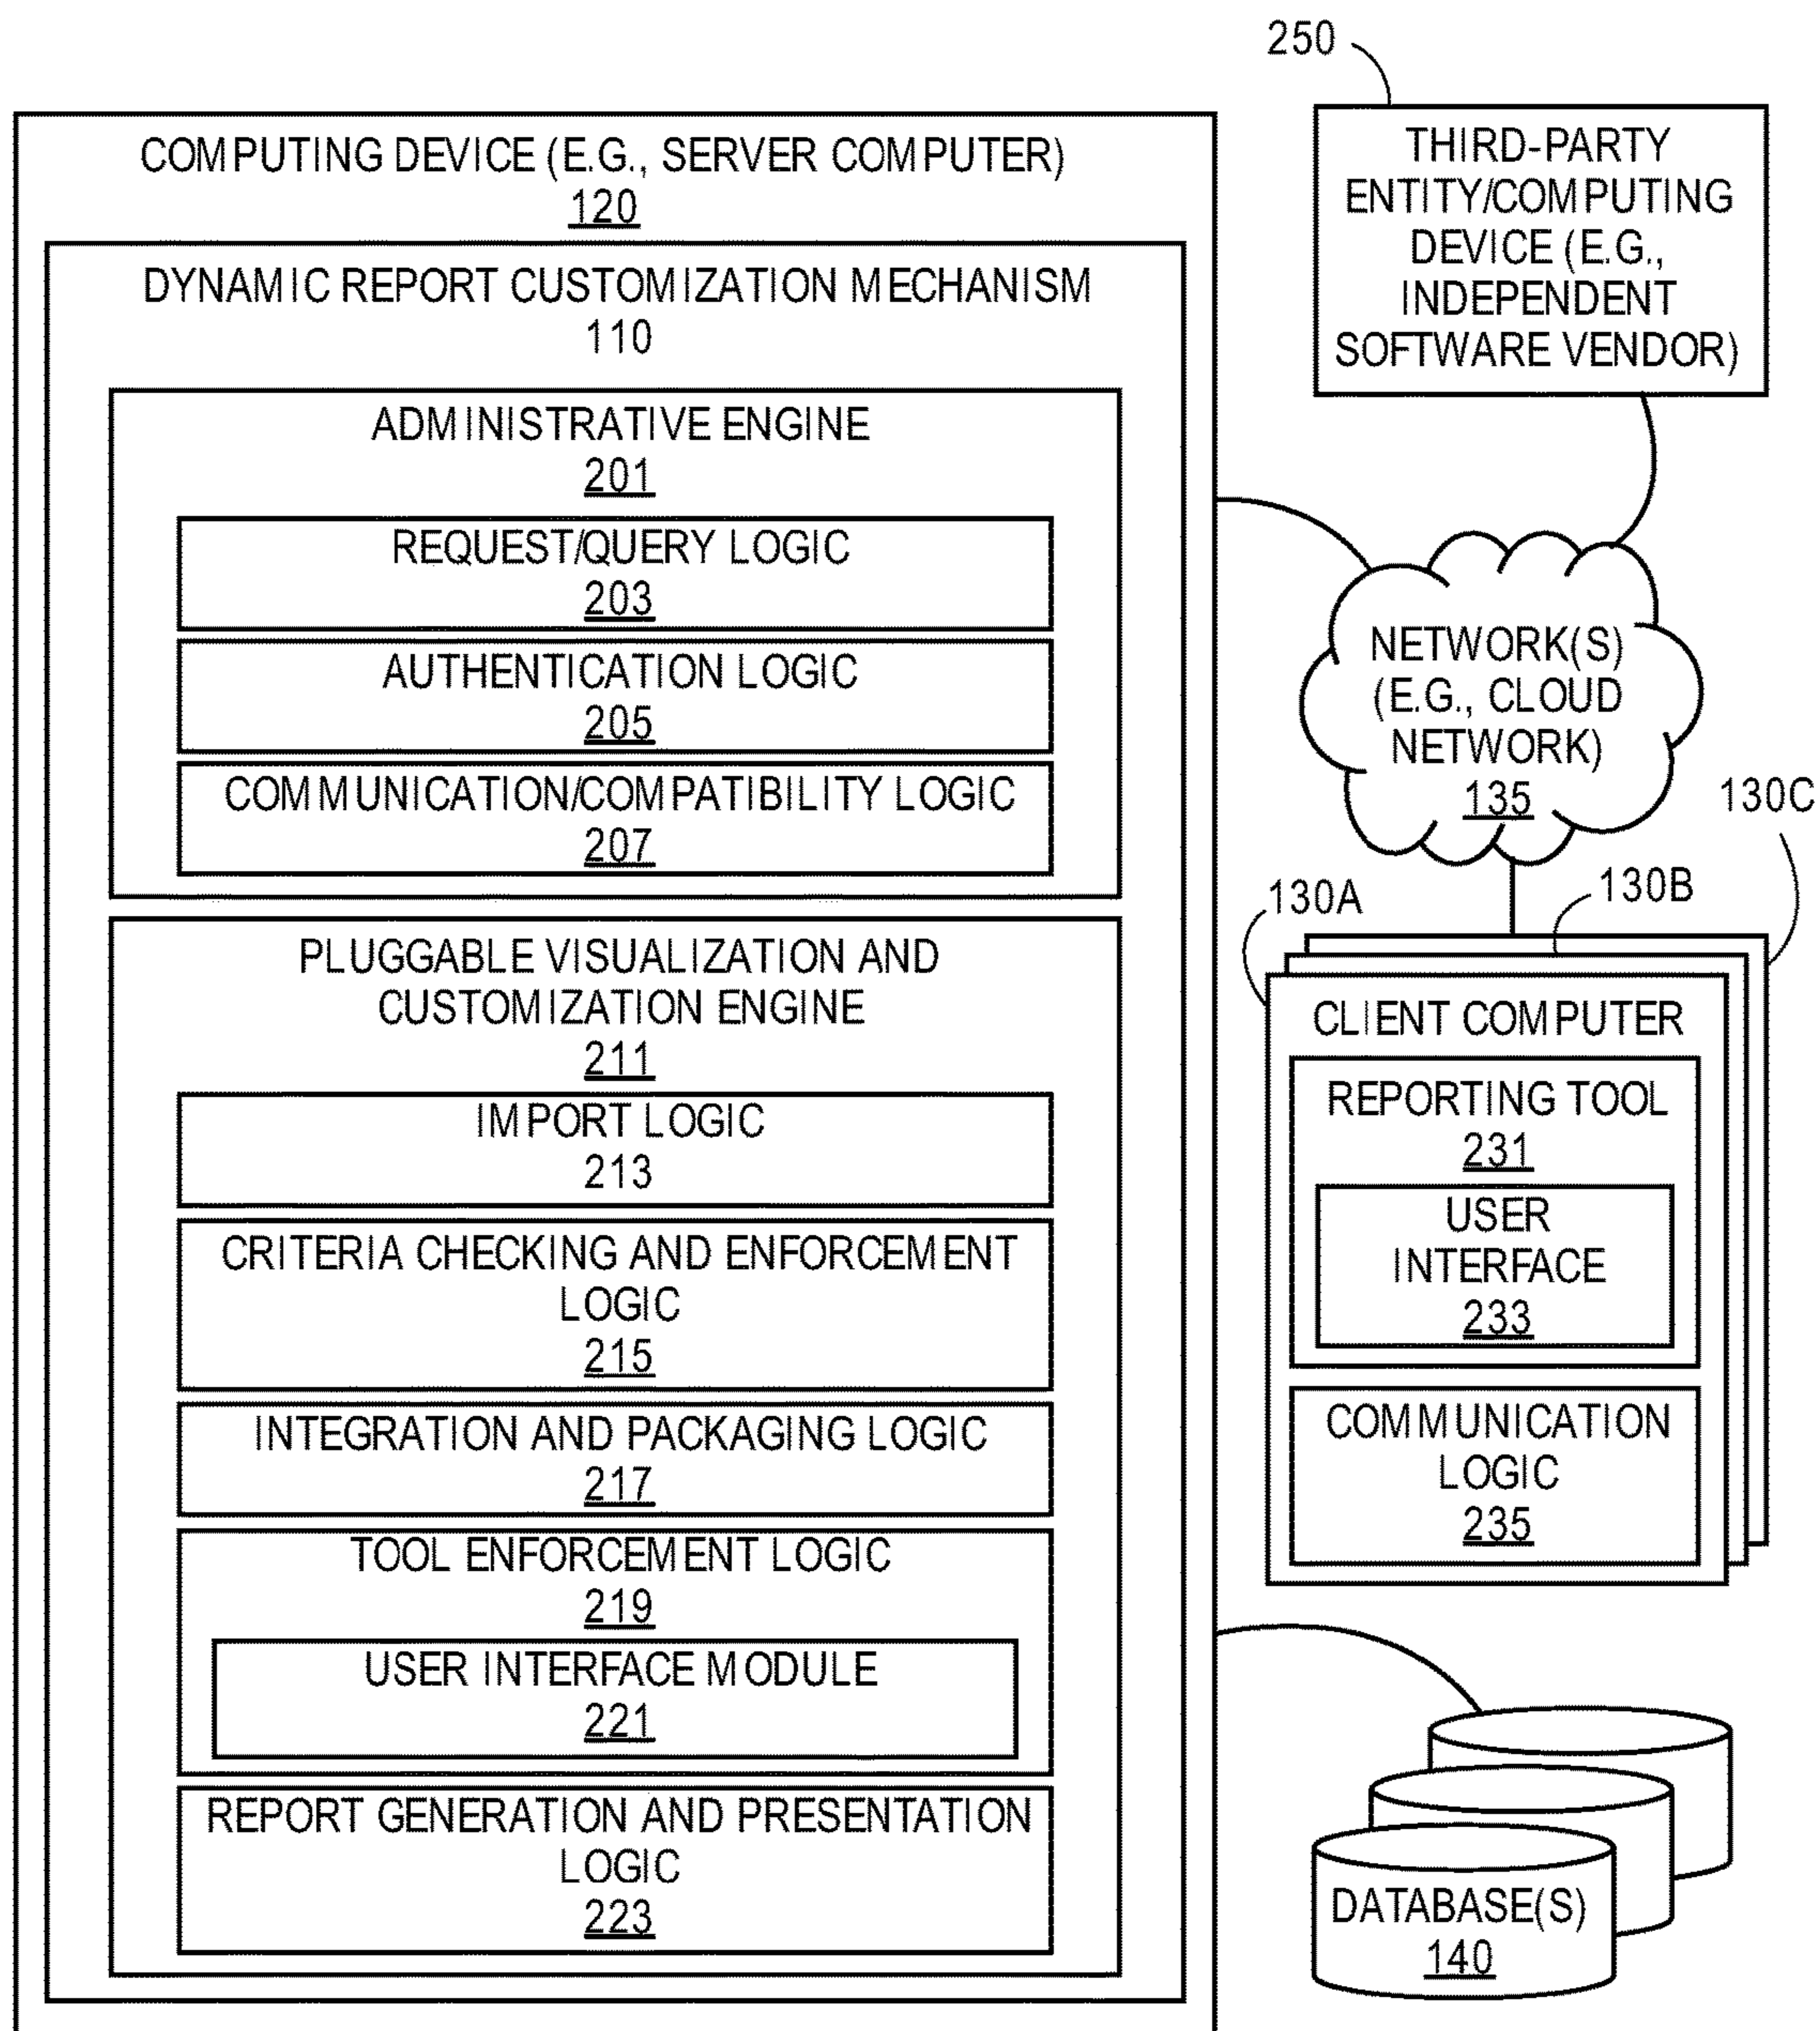 250
COMPUTING DEVICE (E.G., SERVER COMPUTER)
120
DYNAMIC REPORT CUSTOMIZATION MECHANISM
110
ADMINISTRATIVE ENGINE
201
REQUEST/QUERY LOGIC
203
AUTHENTICATION LOGIC
205
COMMUNICATION/COMPATIBILITY LOGIC
207
PLUGGABLE VISUALIZATION AND
CUSTOMIZATION ENGINE
211
IMPORT LOGIC
213
CRITERIA CHECKING AND ENFORCEMENT
LOGIC
215
INTEGRATION AND PACKAGING LOGIC
217
TOOL ENFORCEMENT LOGIC
219
USER INTERFACE MODULE
221
REPORT GENERATION AND PRESENTATION
LOGIC
223
THIRD-PARTY
ENTITY/COMPUTING
DEVICE (E.G.,
INDEPENDENT
SOFTWARE VENDOR)
NETWORK(S)
(E.G., CLOUD
NETWORK)
135
130C
130B
130A
CLIENT COMPUTER
REPORTING TOOL
231
USER
INTERFACE
233
COMMUNICATION
LOGIC
235
DATABASE(S)
140